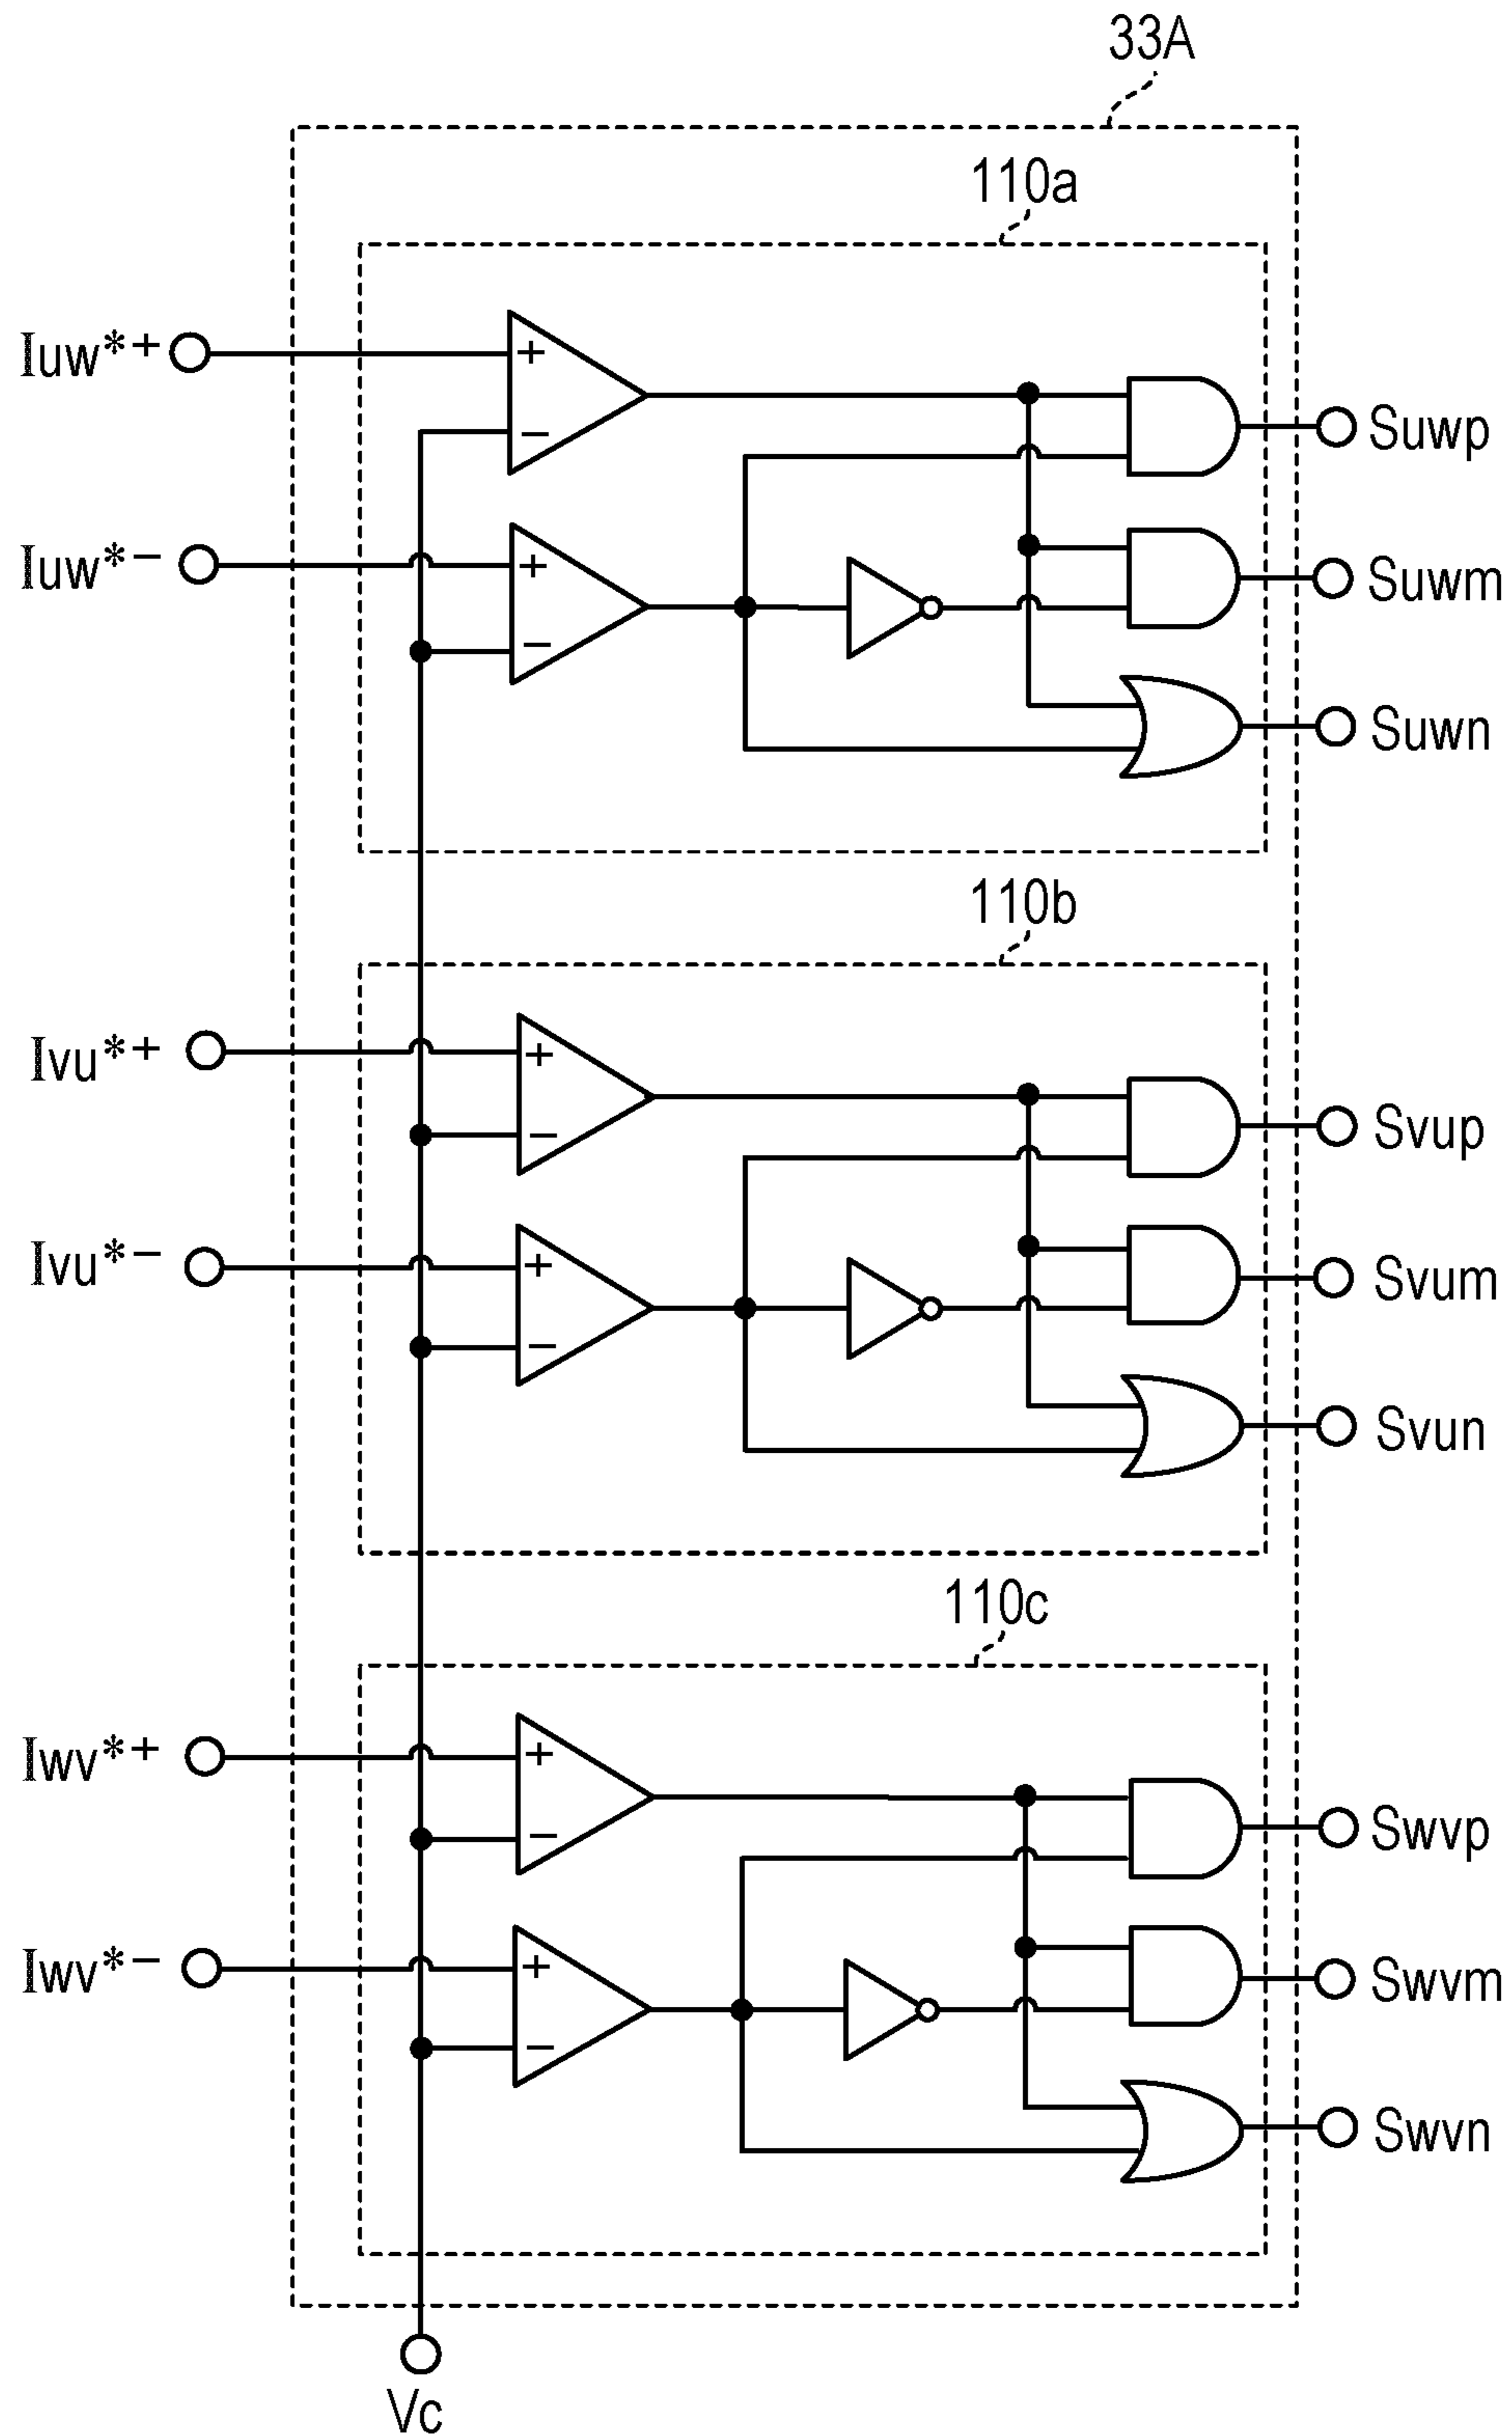 33A
110a
Iuw*+
+
−
Suwp
Iuw*−
+
−
Suwm
Suwn
110b
Ivu*+
+
−
Svup
Ivu*−
+
−
Svum
Svun
110c
Iwv*+
+
−
Swvp
Iwv*−
+
−
Swvm
Swvn
Vc